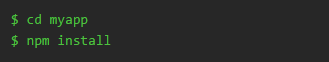 $ cd myapp
$ npm install